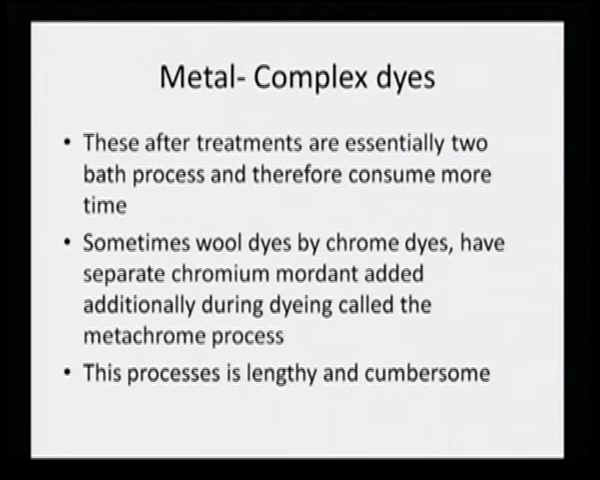 Metal- Complex dyes
• These after treatments are essentially two
bath process and therefore consume more
time
• Sometimes wool dyes by chrome dyes, have
separate chromium mordant added
additionally during dyeing called the
metachrome process
• This processes is lengthy and cumbersome